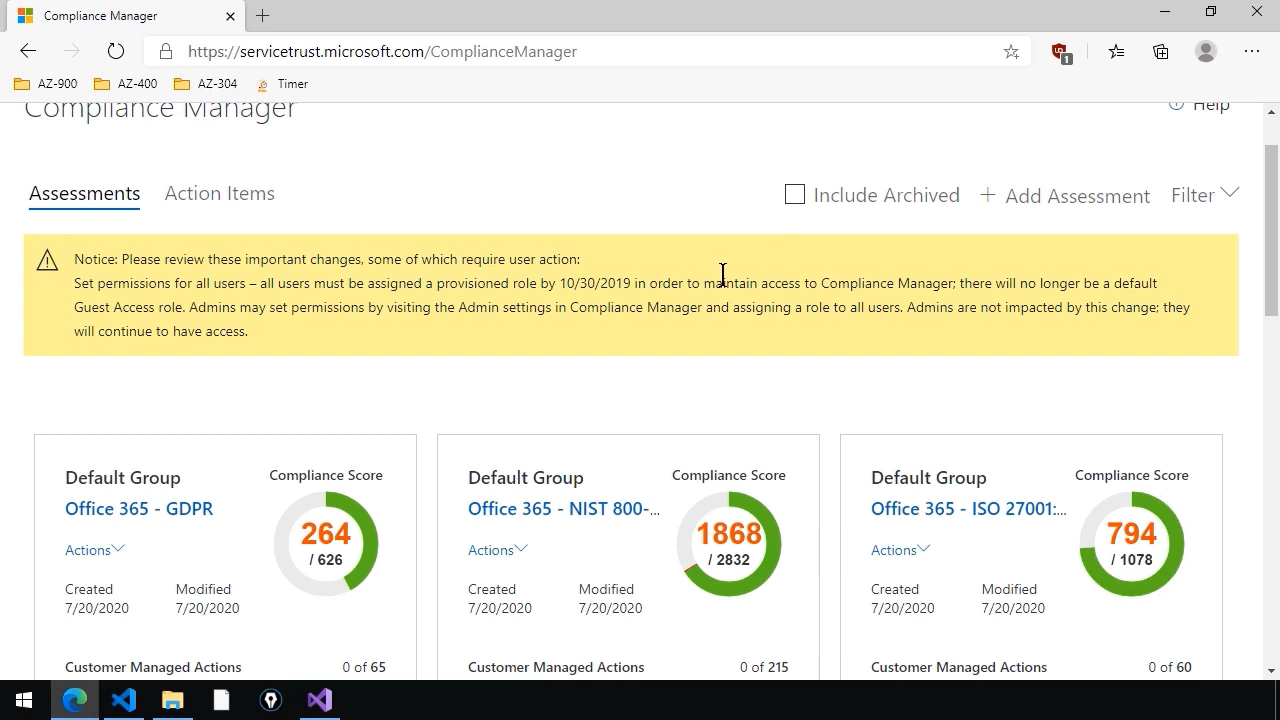 Compliance Manager
https://servicetrust.microsoft.com/ComplianceManager
1
AZ-900 AZ-400 AZ-304 Timer
Compliance Manager
Help
Assessments Action Items Include Archived + Add Assessment Filter
Notice: Please review these important changes, some of which require user action:
Set permissions for all users – all users must be assigned a provisioned role by 10/30/2019 in order to maintain access to Compliance Manager; there will no longer be a default
Guest Access role. Admins may set permissions by visiting the Admin settings in Compliance Manager and assigning a role to all users. Admins are not impacted by this change; they
will continue to have access.
Default Group
Compliance Score
Office 365 - GDPR
264
/ 626
Actions
Created Modified
7/20/2020 7/20/2020
Customer Managed Actions 0 of 65
Default Group
Compliance Score
Office 365 - NIST 800-...
1868
/ 2832
Actions
Created Modified
7/20/2020 7/20/2020
Customer Managed Actions 0 of 215
Default Group
Compliance Score
Office 365 - ISO 27001:...
794
/ 1078
Actions
Created Modified
7/20/2020 7/20/2020
Customer Managed Actions 0 of 60